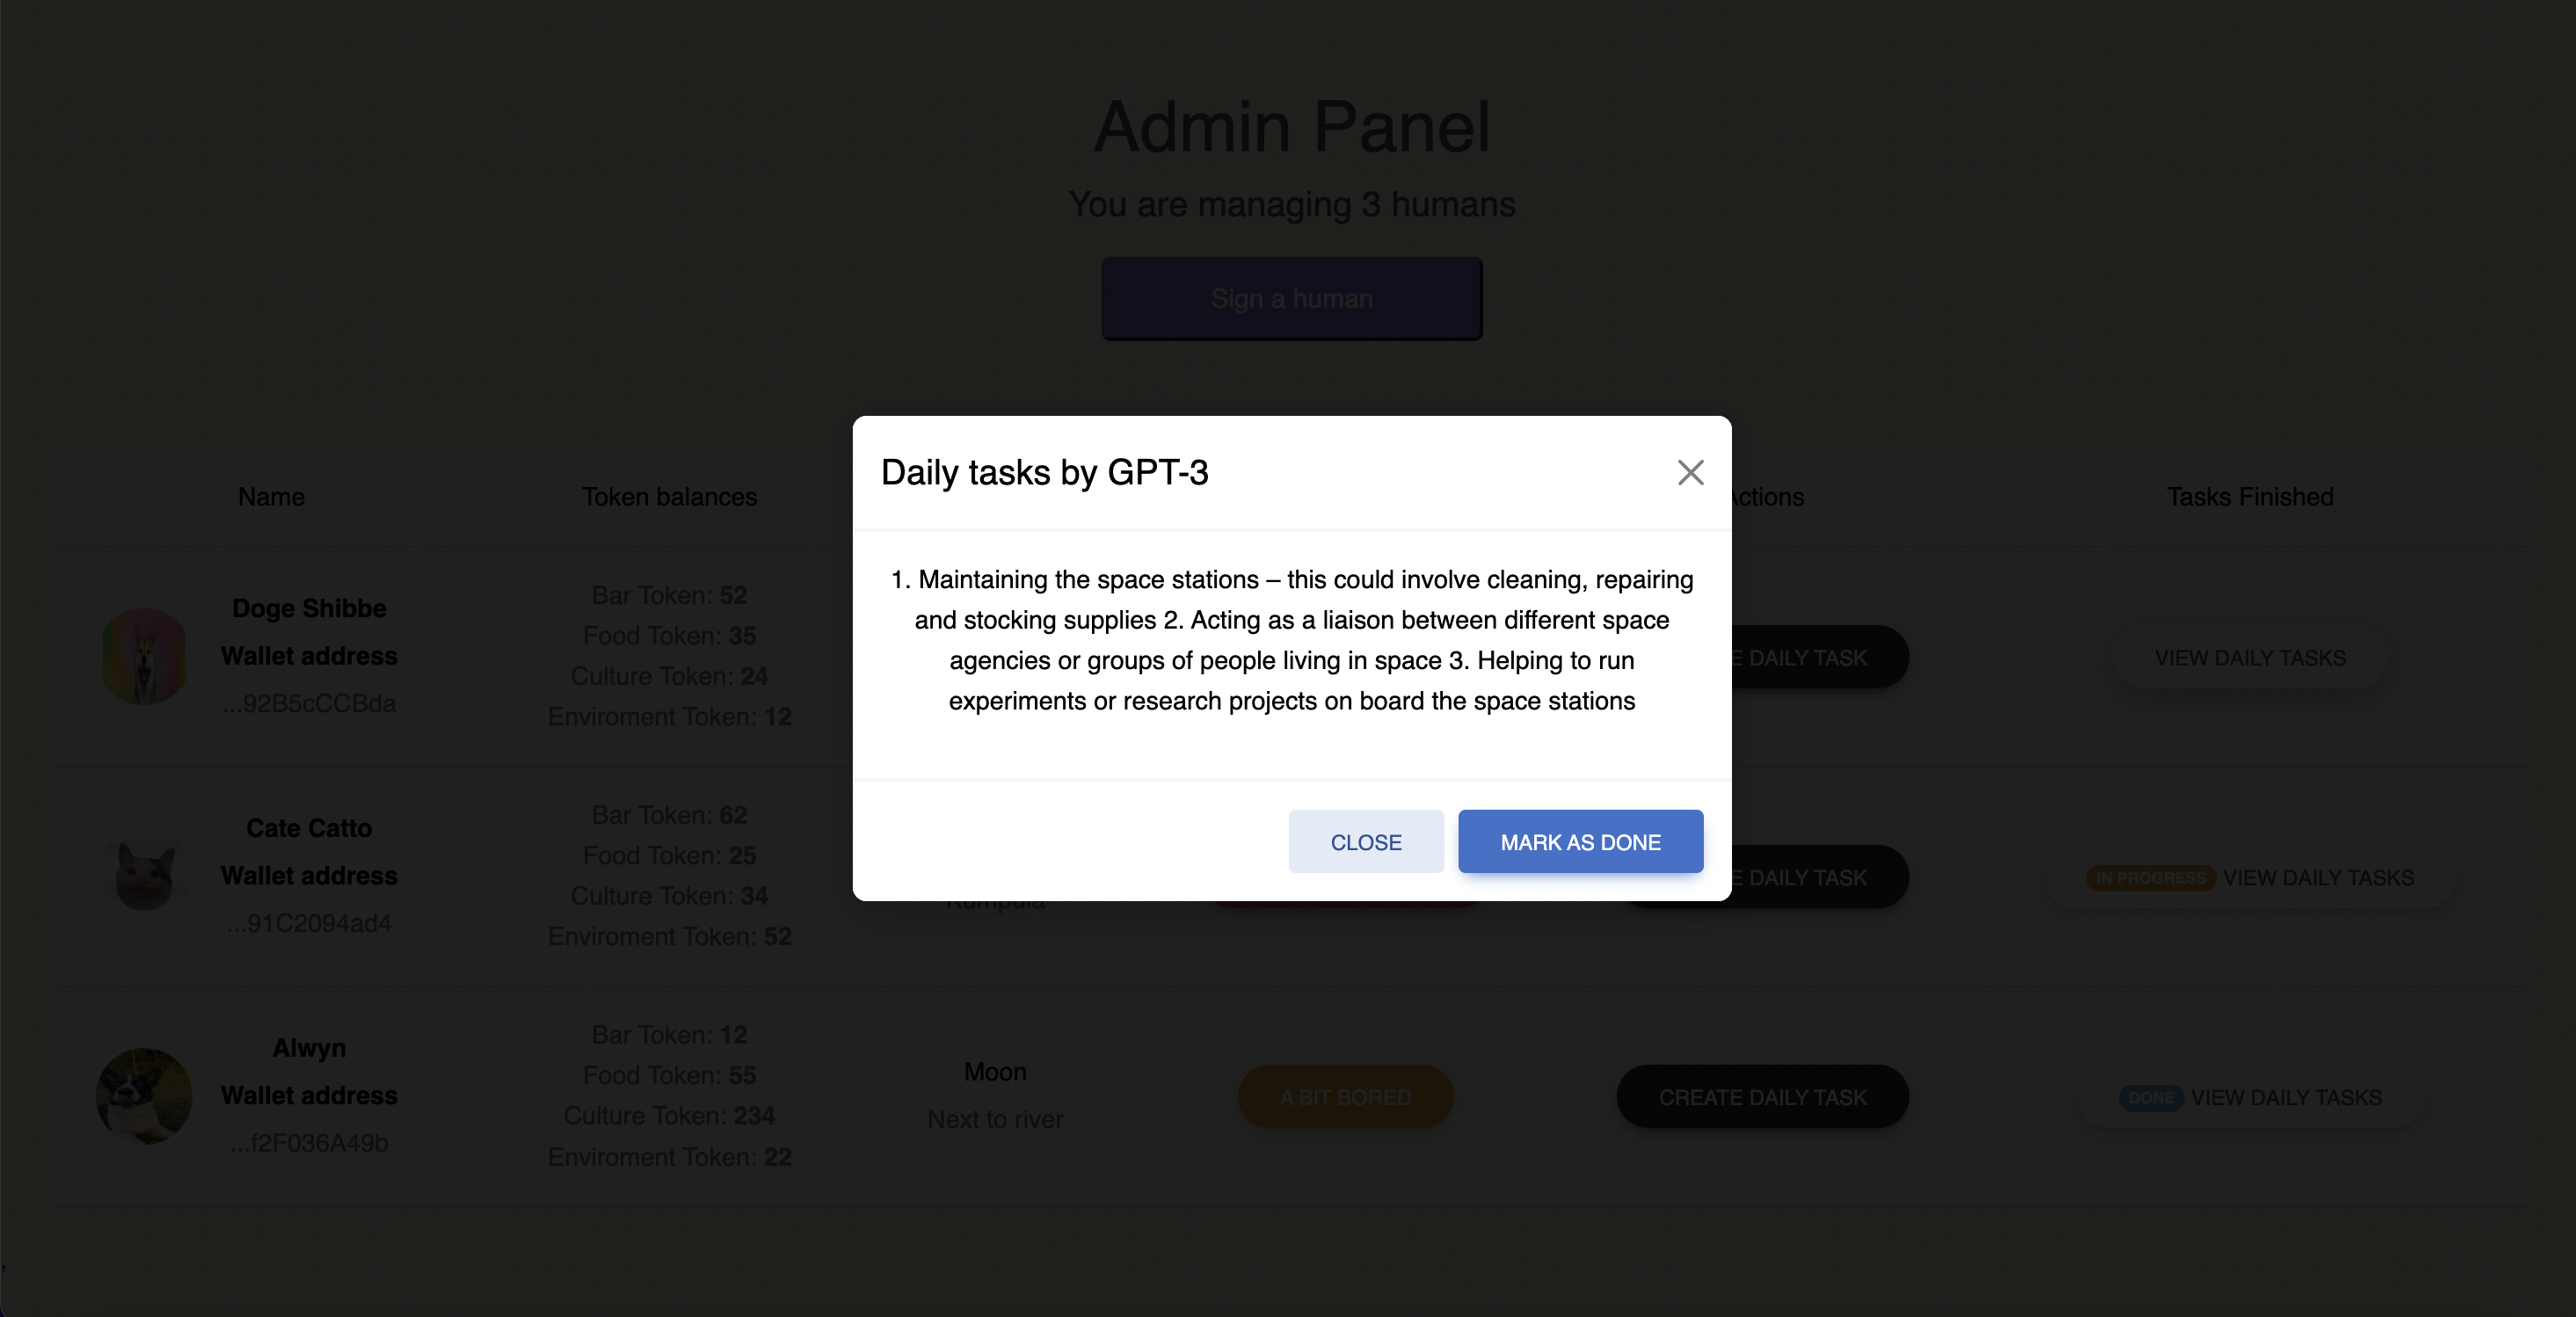 Admin Panel
You are managing 3 humans
Sign a human
Name
Token balances
Actions
Tasks Finished
Doge Shibbe
Wallet address
...92B5cCCBda
Bar Token: 52
Food Token: 35
Culture Token: 24
Enviroment Token: 12
DAILY TASK
VIEW DAILY TASKS
Daily tasks by GPT-3
1. Maintaining the space stations – this could involve cleaning, repairing
and stocking supplies 2. Acting as a liaison between different space
agencies or groups of people living in space 3. Helping to run
experiments or research projects on board the space stations
CLOSE
MARK AS DONE
Cate Catto
Wallet address
...91C2094ad4
Bar Token: 62
Food Token: 25
Culture Token: 34
Enviroment Token: 52
DAILY TASK
IN PROGRESS VIEW DAILY TASKS
Alwyn
Wallet address
...f2F036A49b
Bar Token: 12
Food Token: 55
Culture Token: 234
Enviroment Token: 22
Moon
Next to river
A BIT BORED
CREATE DAILY TASK
DONE VIEW DAILY TASKS
,